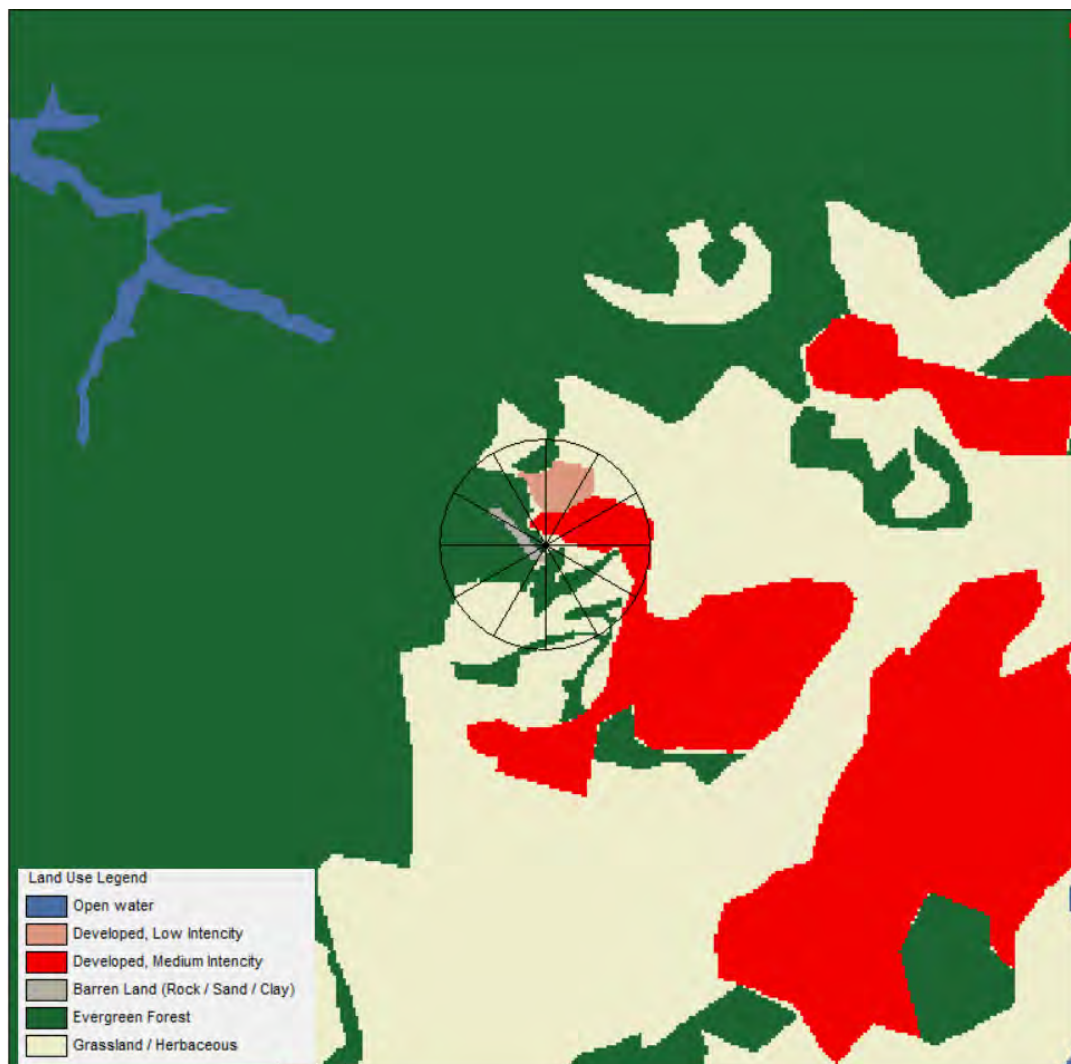 Land Use Legend
Open water
Developed, Low Intencity
Developed, Medium Intencity
Barren Land (Rock / Sand / Clay)
Evergreen Forest
Grassland / Herbaceous